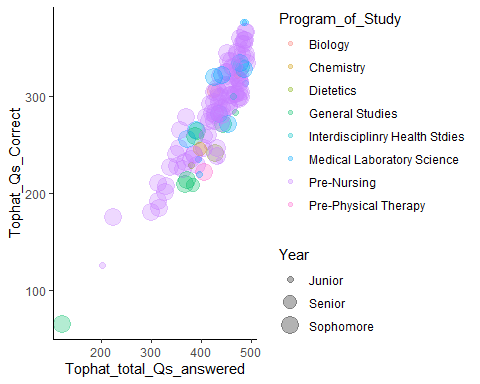 Program_of_Study
Biology
Chemistry
Dietetics
General Studies
Interdisciplinry Health Stdies
Medical Laboratory Science
Pre-Nursing
Pre-Physical Therapy
Year
Junior
Senior
Sophomore
Tophat_Qs_Correct
300
200
100
200
300
400
500
Tophat_total_Qs_answered